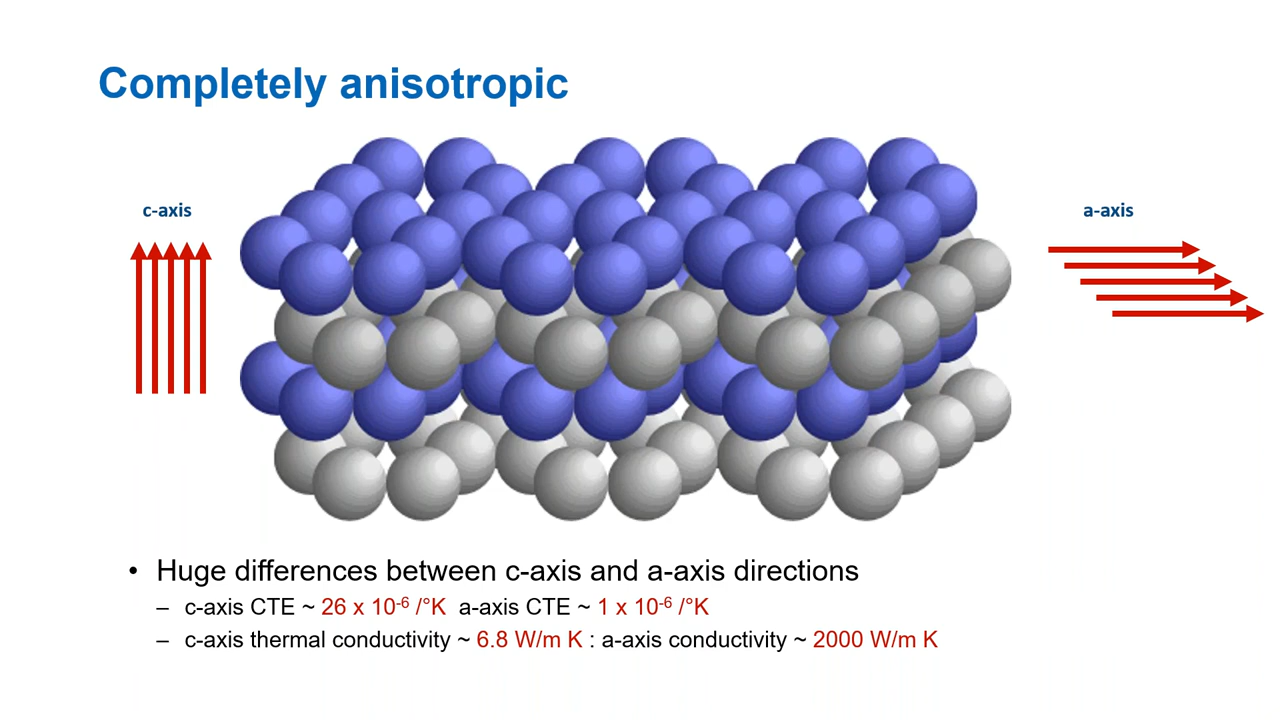 Completely anisotropic
c-axis
a-axis
• Huge differences between c-axis and a-axis directions
– c-axis CTE ~ 26 x 10⁻⁶ /°K a-axis CTE ~ 1 x 10⁻⁶ /°K
– c-axis thermal conductivity ~ 6.8 W/m K : a-axis conductivity ~ 2000 W/m K